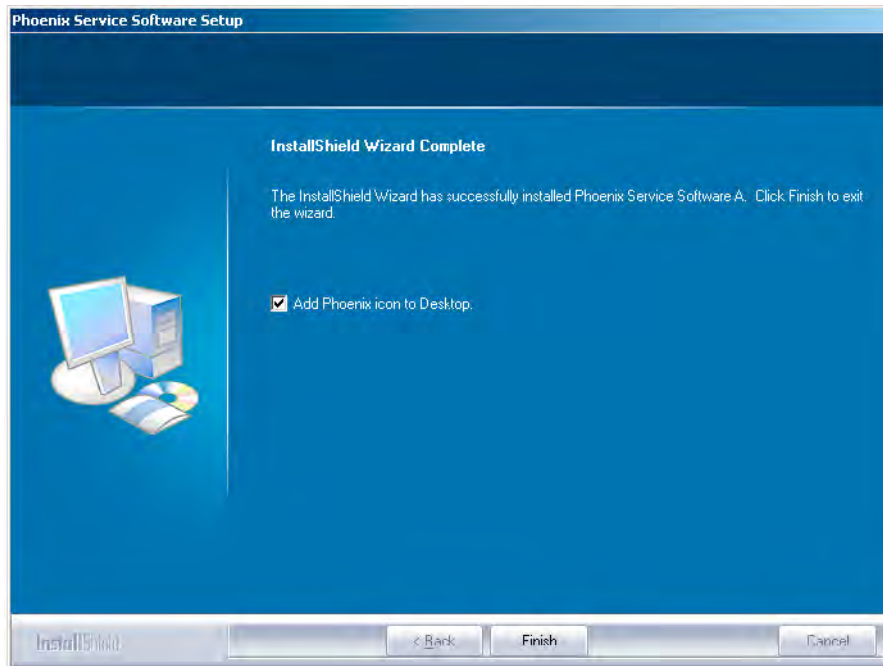 Phoenix Service Software Setup
InstallShield Wizard Complete
The InstallShield Wizard has successfully installed Phoenix Service Software A. Click Finish to exit
the wizard.
Add Phoenix icon to Desktop.
InstallShield
< Back
Finish
Cancel